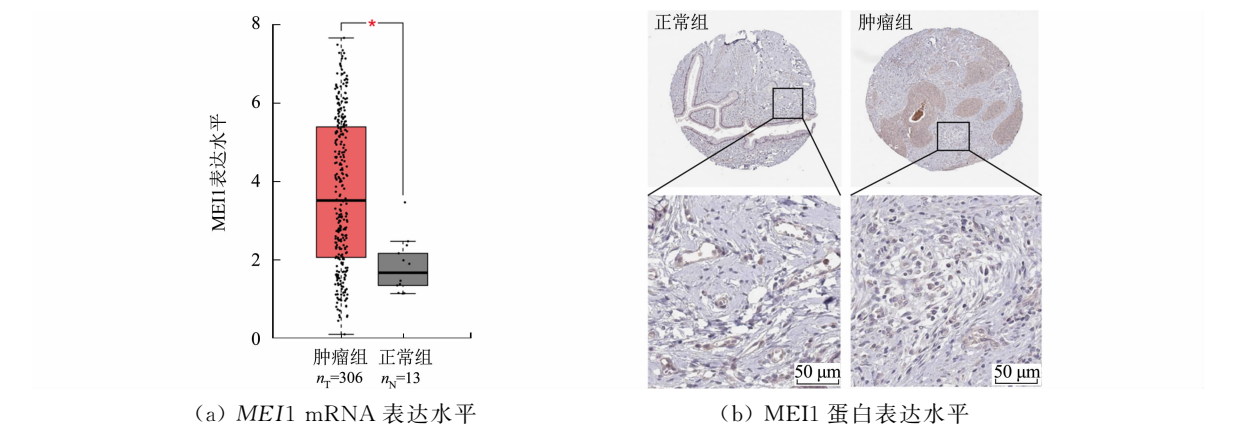 8
6
4
2
0
MEI1表达水平
*
肿瘤组
正常组
nT=306
nN=13
(a) MEI1 mRNA 表达水平
正常组
肿瘤组
50 μm
50 μm
(b) MEI1 蛋白表达水平